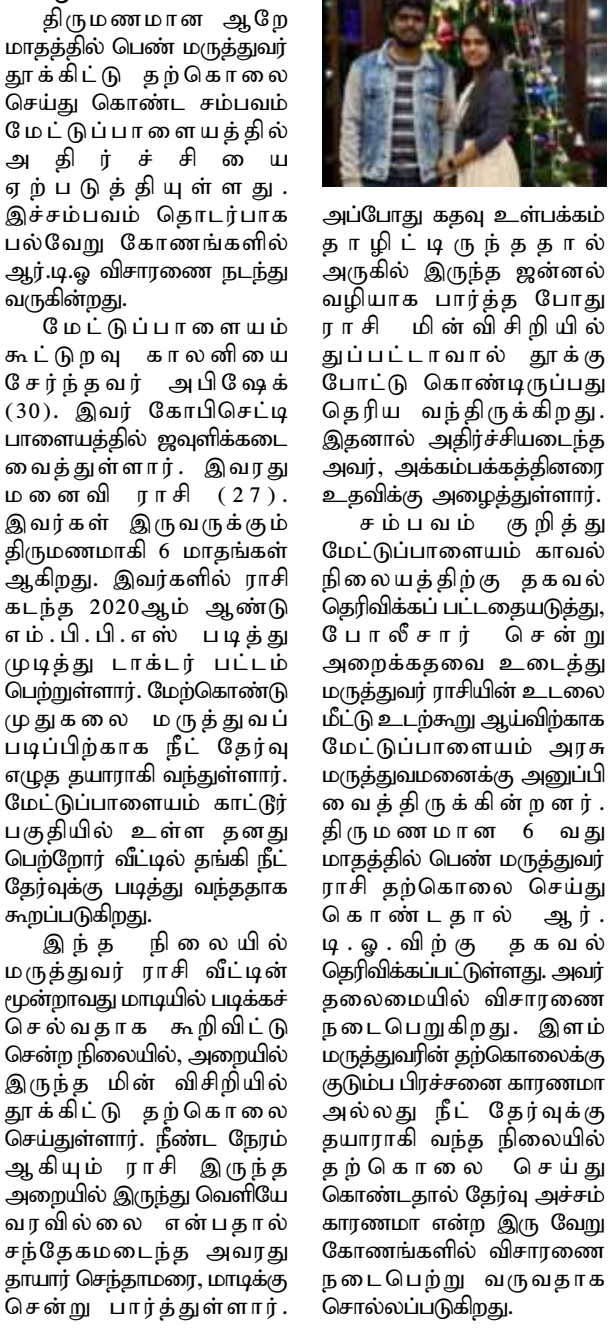 திருமணமான ஆறே
மாதத்தில் பெண் மருத்துவர்
தூக்கிட்டு தற்கொலை
செய்து கொண்ட சம்பவம்
மேட்டுப்பாளையத்தில்
அதிர்ச்சியை
ஏற்படுத்தியுள்ளது.
இச்சம்பவம் தொடர்பாக
பல்வேறு கோணங்களில்
ஆர்.டி.ஓ விசாரணை நடந்து
வருகின்றது.
மேட்டுப்பாளையம்
கூட்டுறவு காலனியை
சேர்ந்தவர் அபிஷேக்
(30). இவர் கோபிசெட்டி
பாளையத்தில் ஜவுளிக்கடை
வைத்துள்ளார். இவரது
மனைவி ராசி (27).
இவர்கள் இருவருக்கும்
திருமணமாகி 6 மாதங்கள்
ஆகிறது. இவர்களில் ராசி
கடந்த 2020ஆம் ஆண்டு
எம்.பி.பி.எஸ் படித்து
முடித்து டாக்டர் பட்டம்
பெற்றுள்ளார். மேற்கொண்டு
முதுகலை மருத்துவப்
படிப்பிற்காக நீட் தேர்வு
எழுத தயாராகி வந்துள்ளார்.
மேட்டுப்பாளையம் காட்டூர்
பகுதியில் உள்ள தனது
பெற்றோர் வீட்டில் தங்கி நீட்
தேர்வுக்கு படித்து வந்ததாக
கூறப்படுகிறது.
இந்த நிலையில்
மருத்துவர் ராசி வீட்டின்
மூன்றாவது மாடியில் படிக்கச்
செல்வதாக கூறிவிட்டு
சென்ற நிலையில், அறையில்
இருந்த மின் விசிறியில்
தூக்கிட்டு தற்கொலை
செய்துள்ளார். நீண்ட நேரம்
ஆகியும் ராசி இருந்த
அறையில் இருந்து வெளியே
வரவில்லை என்பதால்
சந்தேகமடைந்த அவரது
தாயார் செந்தாமரை, மாடிக்கு
சென்று பார்த்துள்ளார்.
அப்போது கதவு உள்பக்கம்
தாழிட்டிருந்ததால்
அருகில் இருந்த ஜன்னல்
வழியாக பார்த்த போது
ராசி மின்விசிறியில்
துப்பட்டாவால் தூக்கு
போட்டு கொண்டிருப்பது
தெரிய வந்திருக்கிறது.
இதனால் அதிர்ச்சியடைந்த
அவர், அக்கம்பக்கத்தினரை
உதவிக்கு அழைத்துள்ளார்.
சம்பவம் குறித்து
மேட்டுப்பாளையம் காவல்
நிலையத்திற்கு தகவல்
தெரிவிக்கப் பட்டதையடுத்து,
போலீசார் சென்று
அறைக்கதவை உடைத்து
மருத்துவர் ராசியின் உடலை
மீட்டு உடற்கூறு ஆய்விற்காக
மேட்டுப்பாளையம் அரசு
மருத்துவமனைக்கு அனுப்பி
வைத்திருக்கின்றனர்.
திருமணமான 6 வது
மாதத்தில் பெண் மருத்துவர்
ராசி தற்கொலை செய்து
கொண்டதால் ஆர்.
டி.ஓ.விற்கு தகவல்
தெரிவிக்கப்பட்டுள்ளது. அவர்
தலைமையில் விசாரணை
நடைபெறுகிறது. இளம்
மருத்துவரின் தற்கொலைக்கு
குடும்ப பிரச்சனை காரணமா
அல்லது நீட் தேர்வுக்கு
தயாராகி வந்த நிலையில்
தற்கொலை செய்து
கொண்டதால் தேர்வு அச்சம்
காரணமா என்ற இரு வேறு
கோணங்களில் விசாரணை
நடைபெற்று வருவதாக
சொல்லப்படுகிறது.